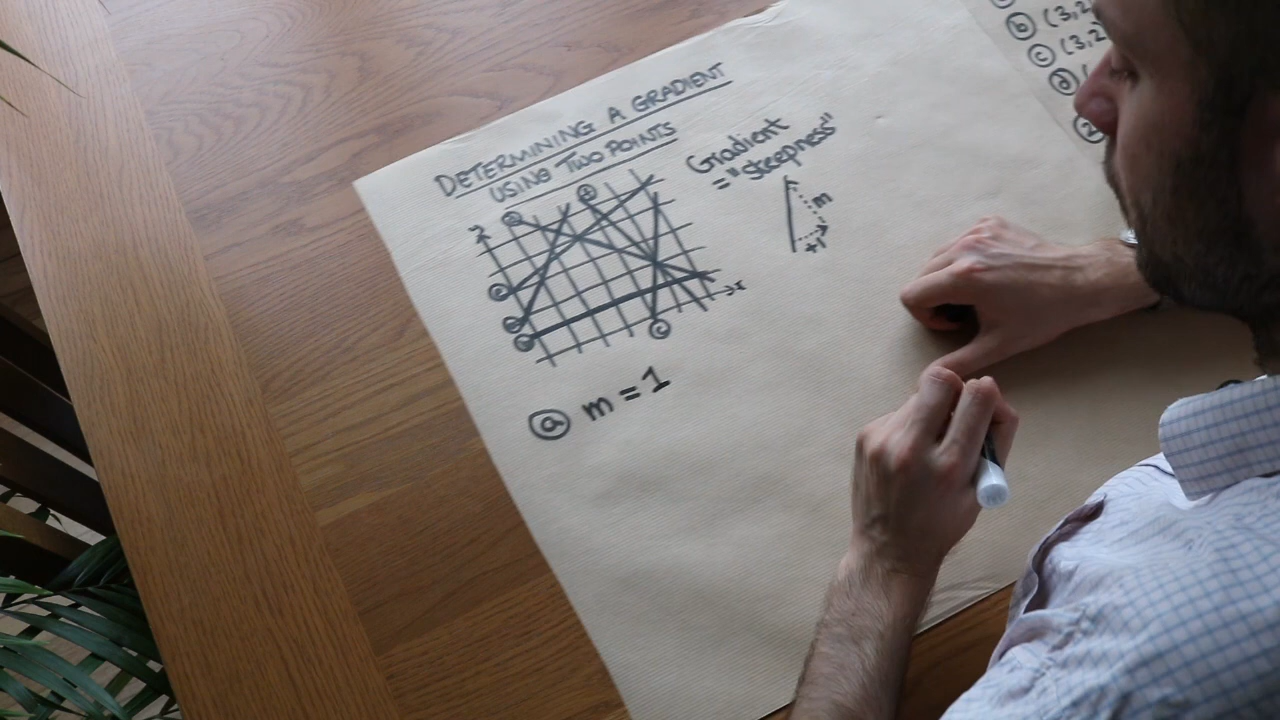 DETERMINING A GRADIENT
USING TWO POINTS
Gradient
="steepness"
m
+1
x
ⓐ m = 1
ⓑ (3,2
ⓒ (3,2
ⓓ (